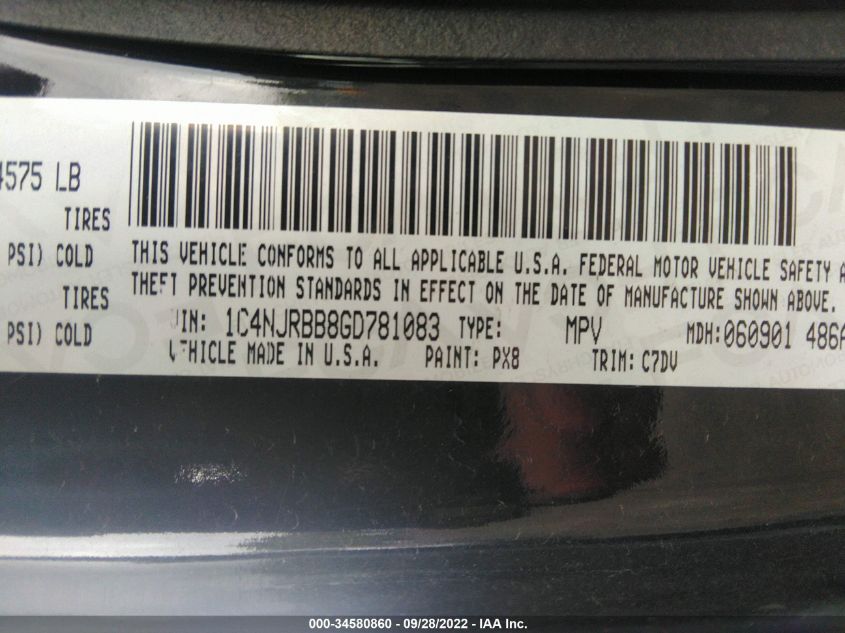 4575 LB
TIRES
PSI) COLD
TIRES
PSI) COLD
THIS VEHICLE CONFORMS TO ALL APPLICABLE U.S.A. FEDERAL MOTOR VEHICLE SAFETY A
THEFT PREVENTION STANDARDS IN EFFECT ON THE DATE OF MANUFACTURE SHOWN ABOVE.
VIN: 1C4NJRBB8GD781083 TYPE: MPV MDH:060901 486A
VEHICLE MADE IN U.S.A. PAINT: PX8 TRIM: C7DV
000-34580860 - 09/28/2022 - IAA Inc.